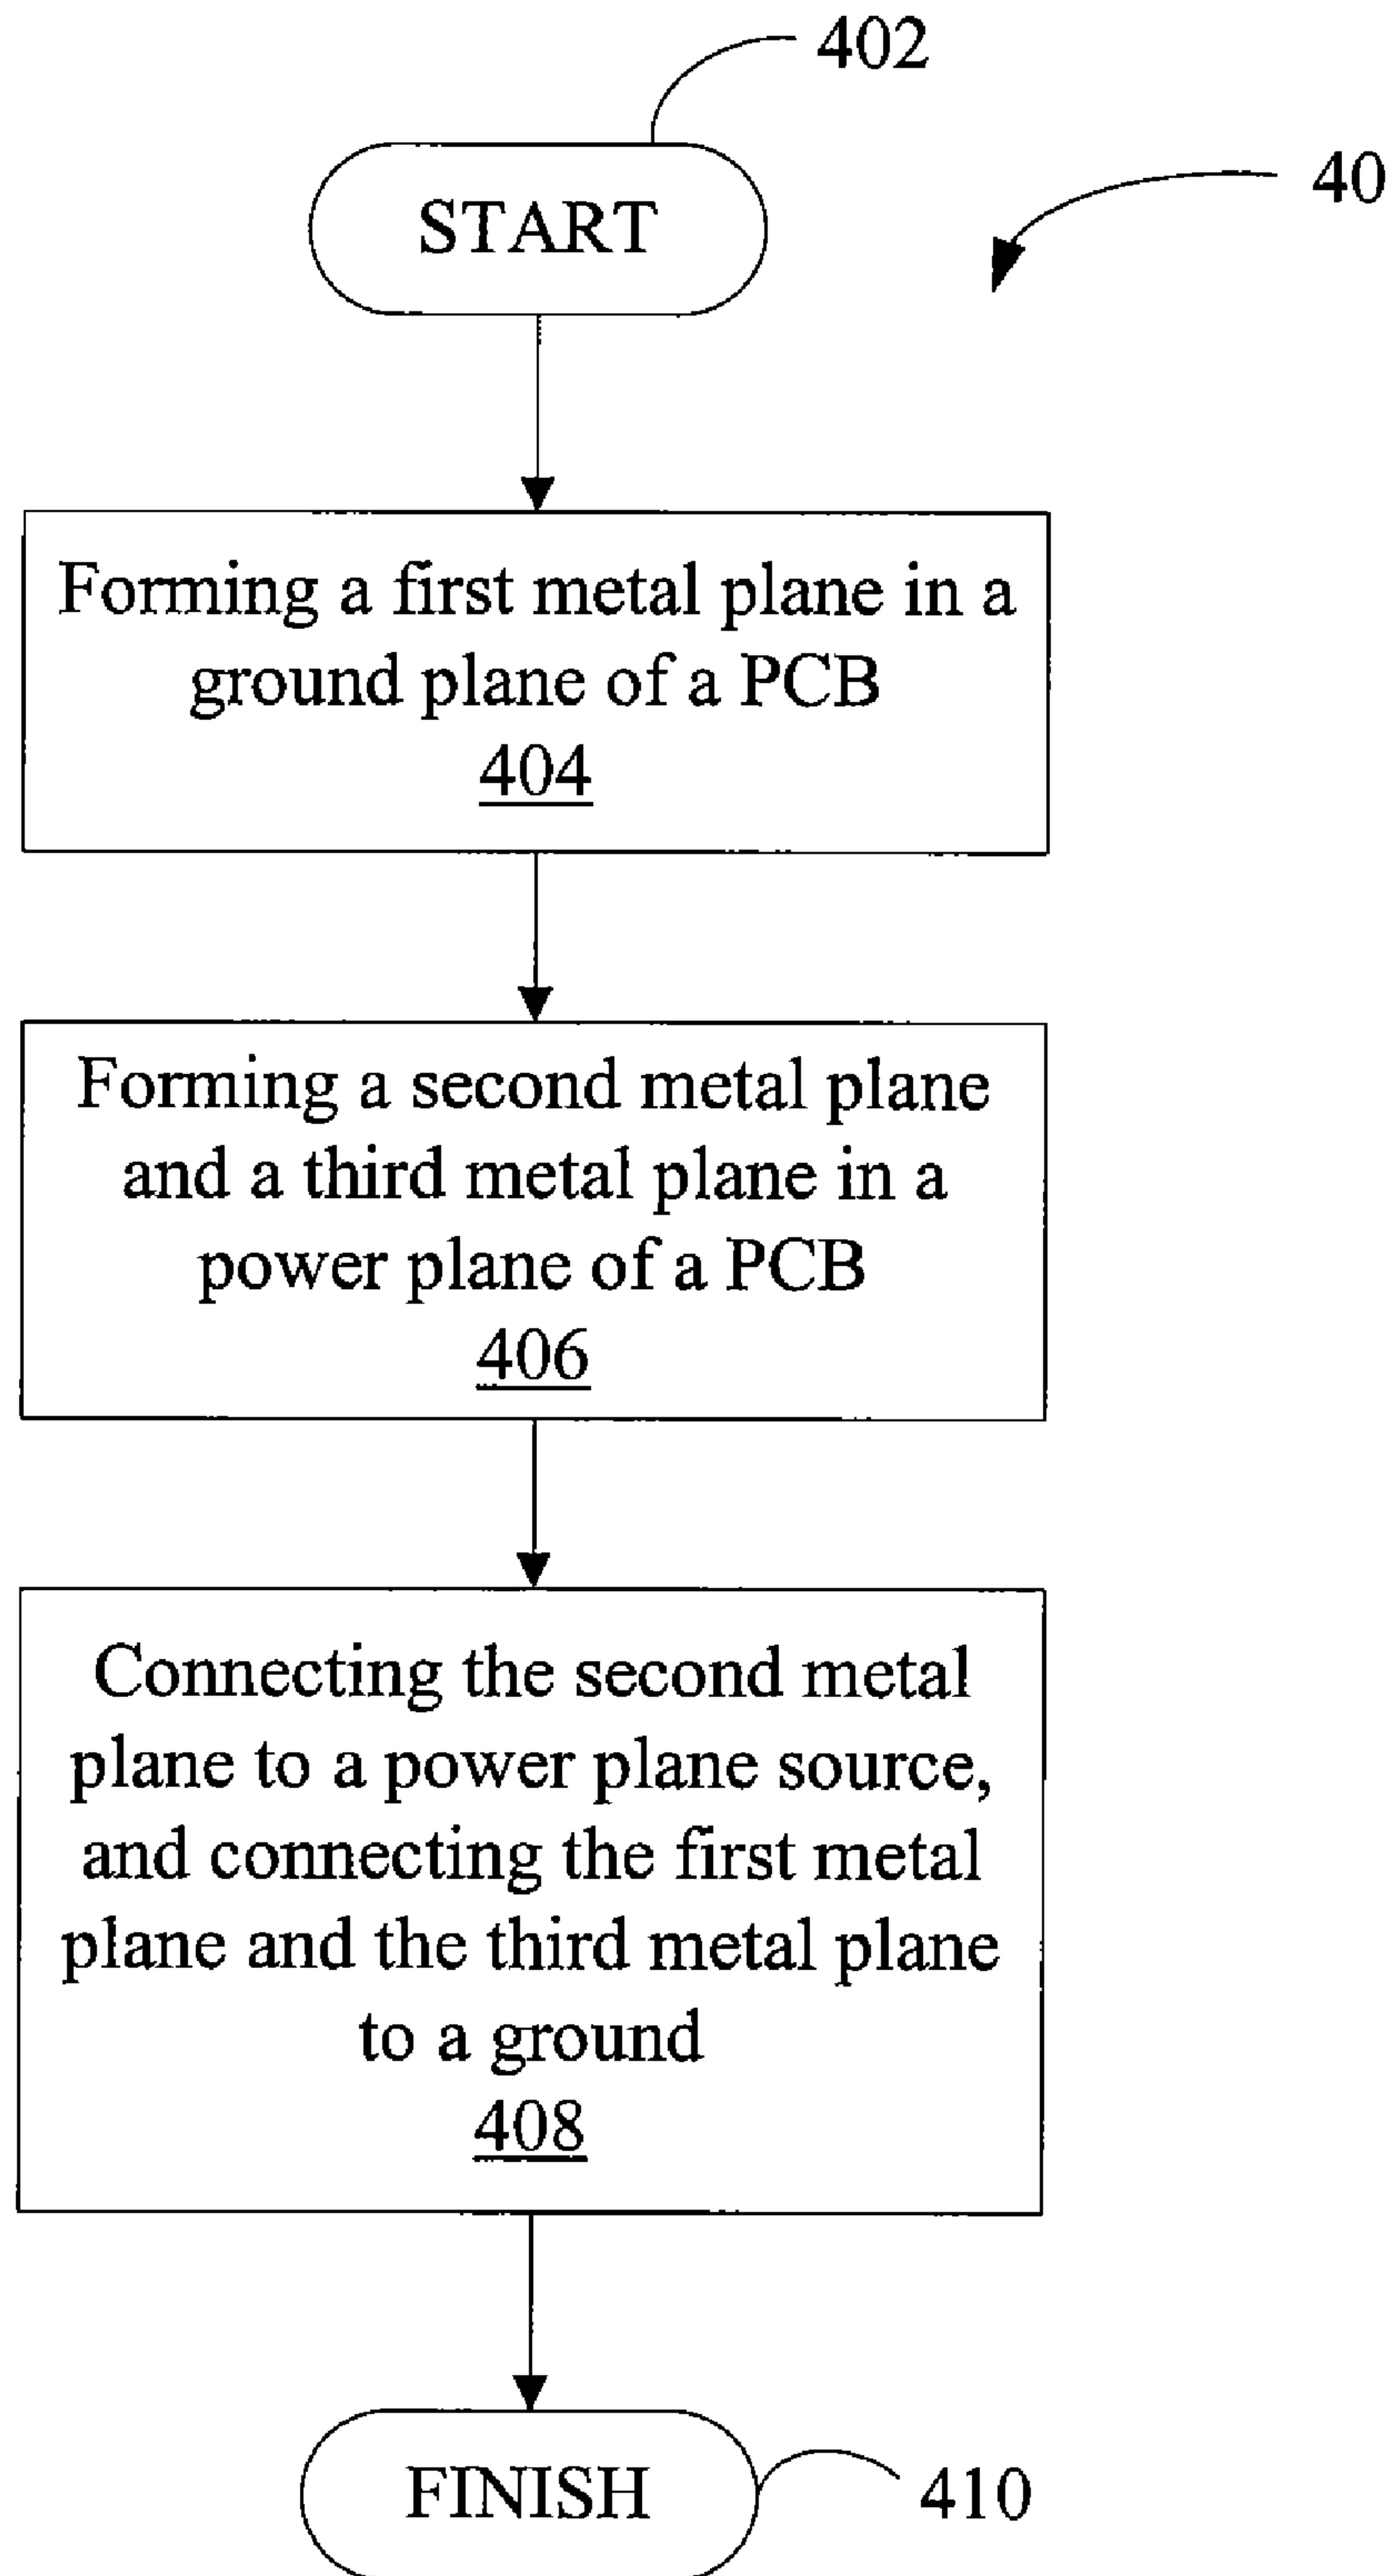 402
START
40
Forming a first metal plane in a
ground plane of a PCB
404
Forming a second metal plane
and a third metal plane in a
power plane of a PCB
406
Connecting the second metal
plane to a power plane source,
and connecting the first metal
plane and the third metal plane
to a ground
408
FINISH
410